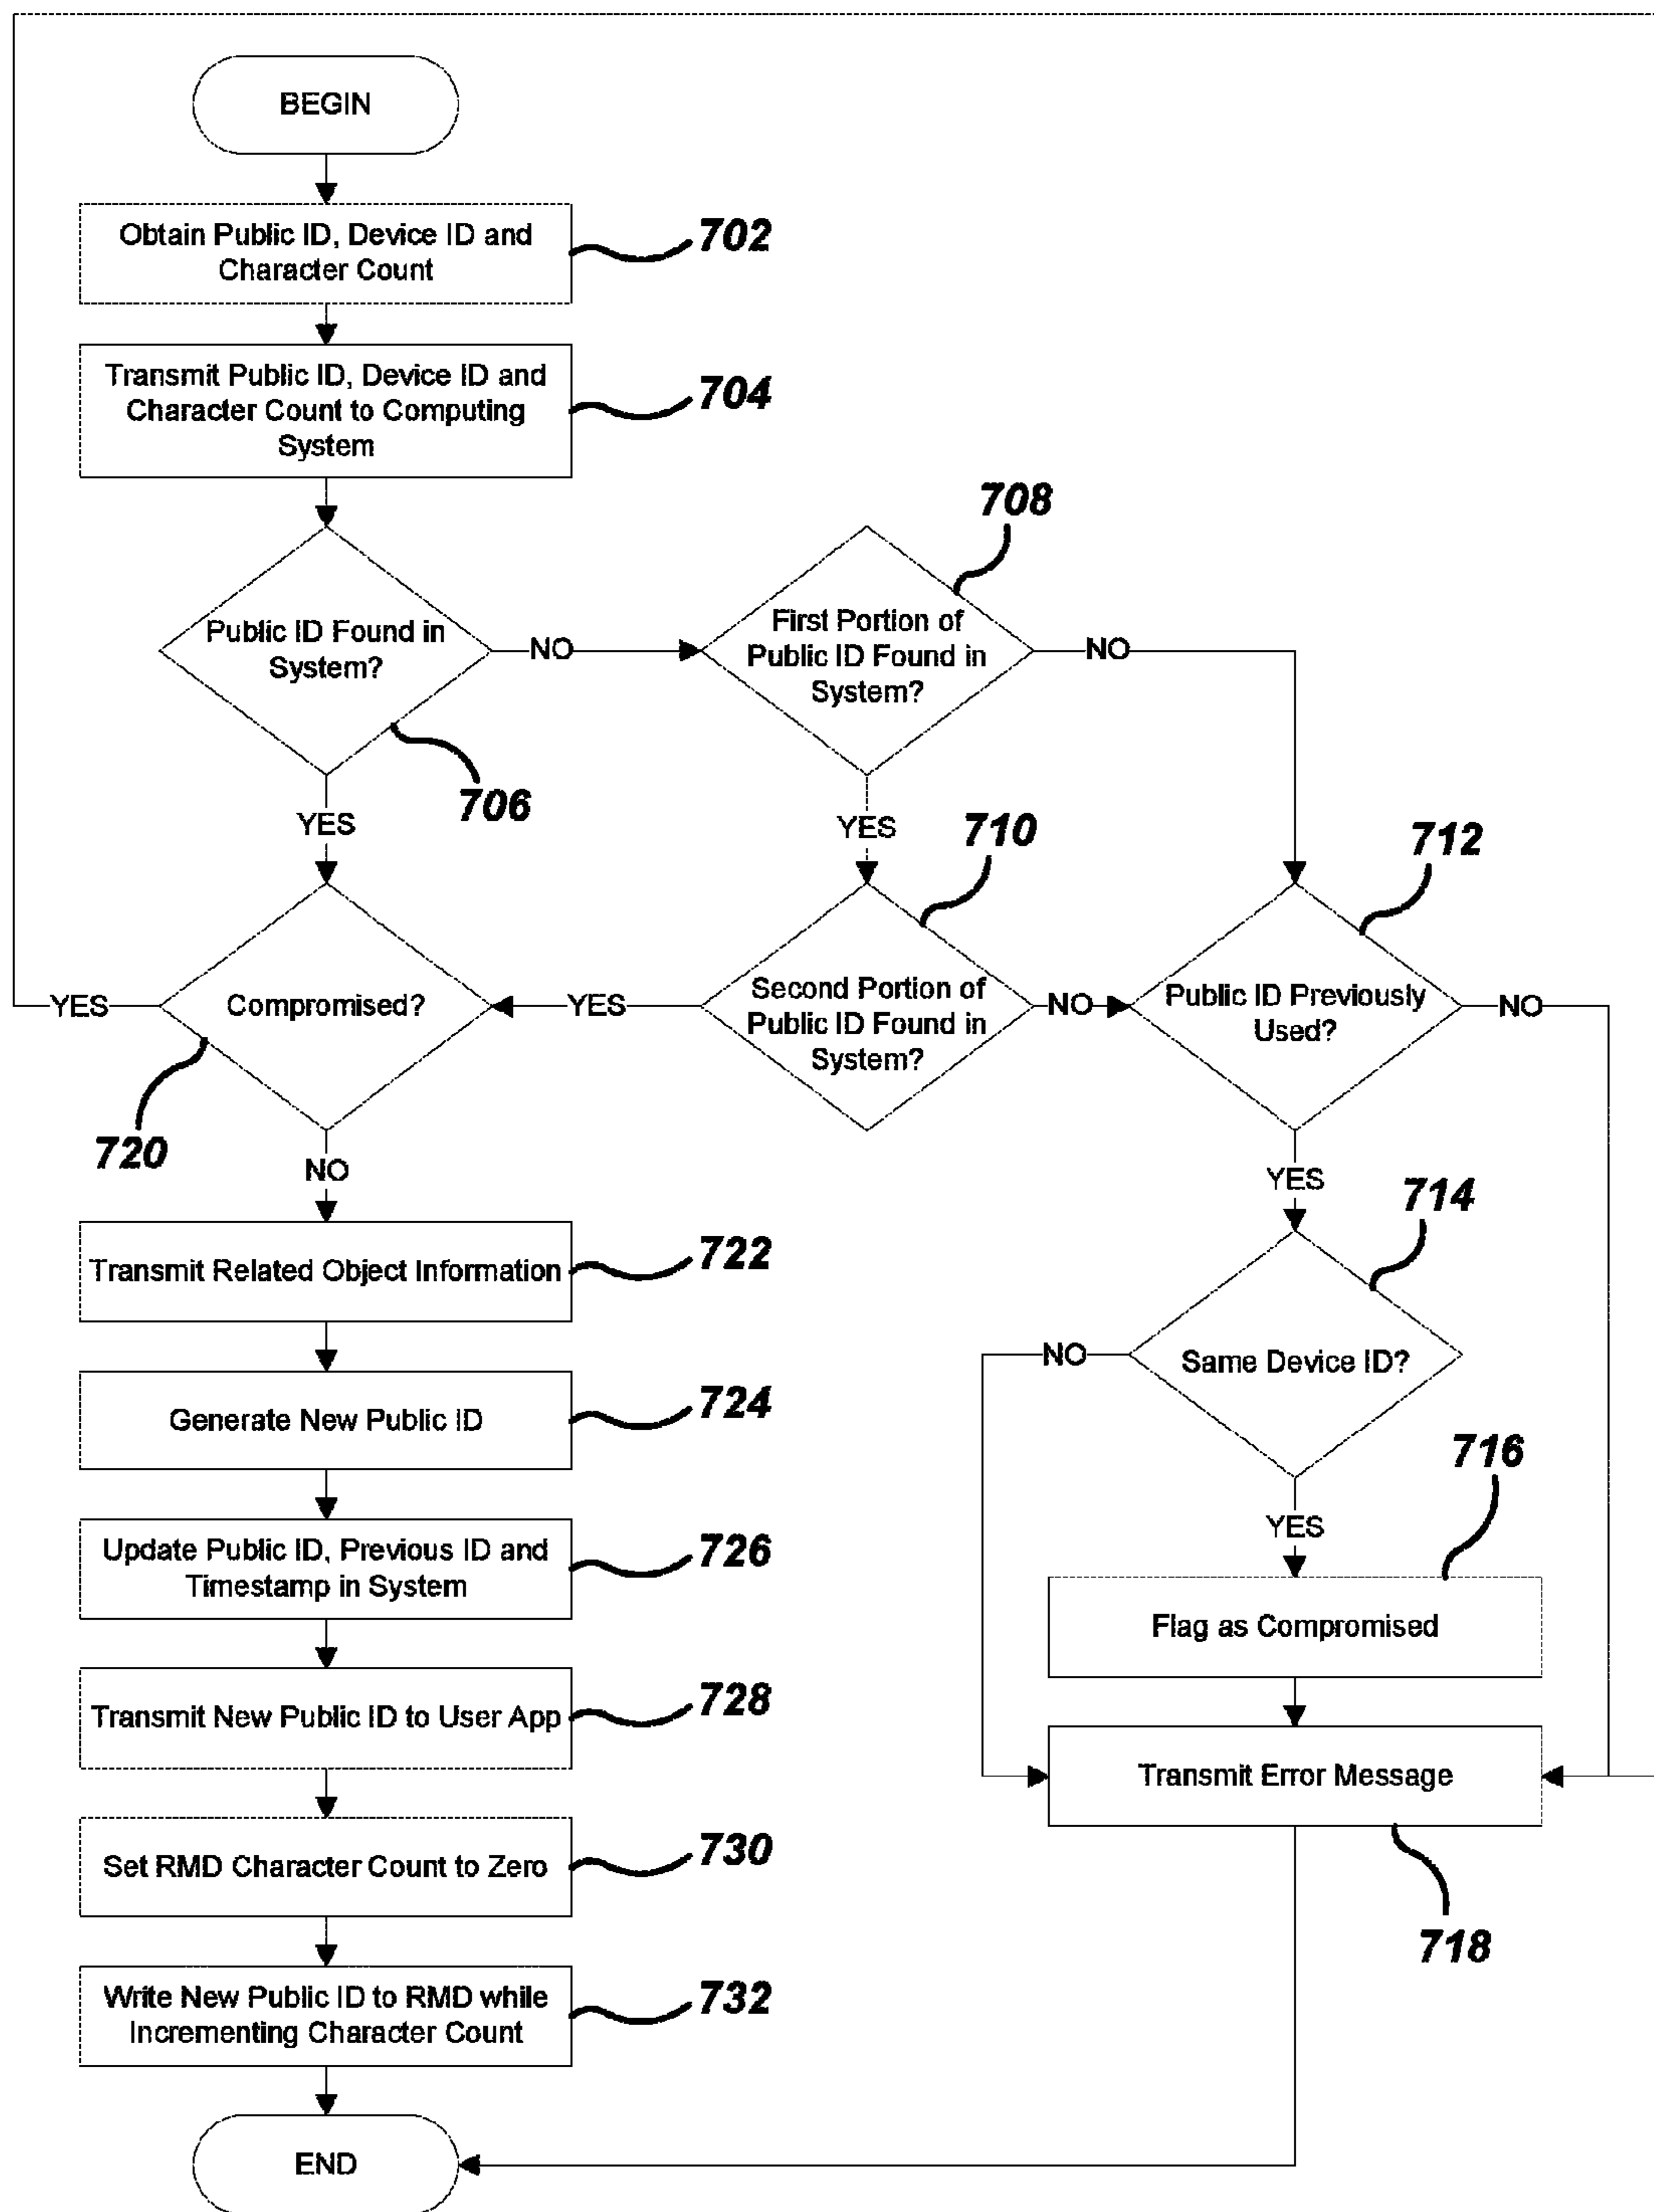 BEGIN
Obtain Public ID, Device ID and
Character Count
702
Transmit Public ID, Device ID and
Character Count to Computing
System
704
Public ID Found in
System?
706
NO
First Portion of
Public ID Found in
System?
708
NO
YES
YES
Compromised?
720
YES
YES
Second Portion of
Public ID Found in
System?
710
NO
Public ID Previously
Used?
712
NO
NO
YES
Transmit Related Object Information
722
Same Device ID?
714
NO
YES
Generate New Public ID
724
Update Public ID, Previous ID and
Timestamp in System
726
Flag as Compromised
716
Transmit New Public ID to User App
728
Transmit Error Message
718
Set RMD Character Count to Zero
730
Write New Public ID to RMD while
Incrementing Character Count
732
END